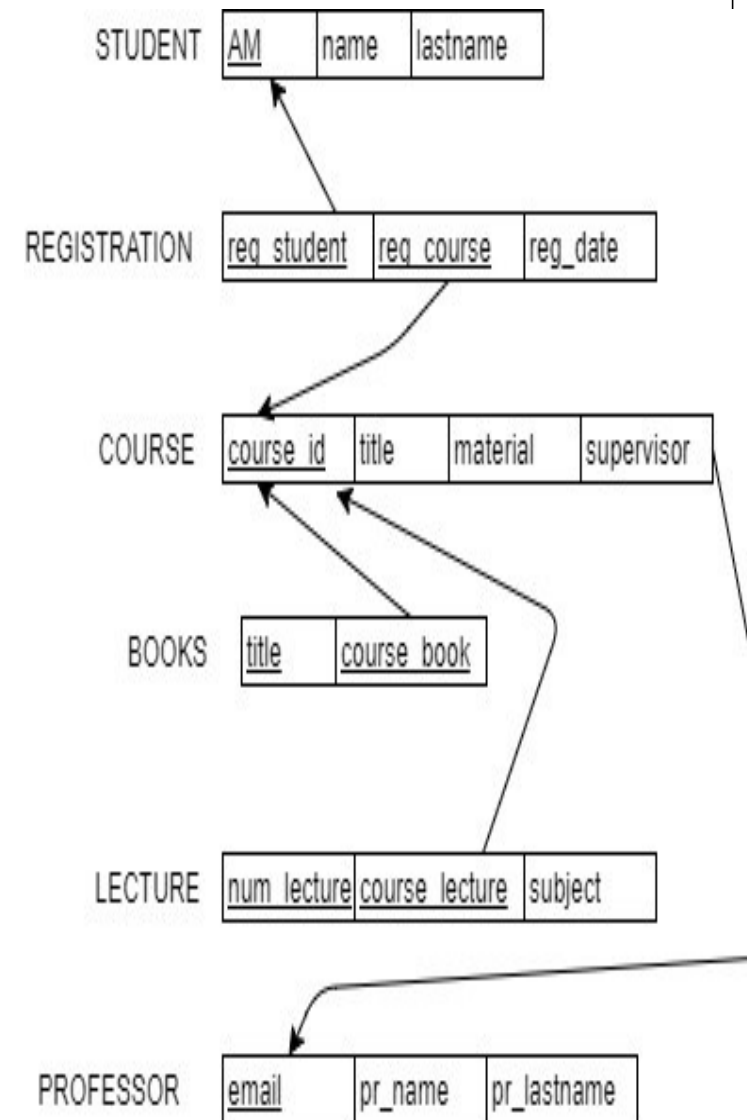 STUDENT AM name lastname
REGISTRATION reg_student reg_course reg_date
COURSE course_id title material supervisor
BOOKS title course_book
LECTURE num_lecture course_lecture subject
PROFESSOR email pr_name pr_lastname